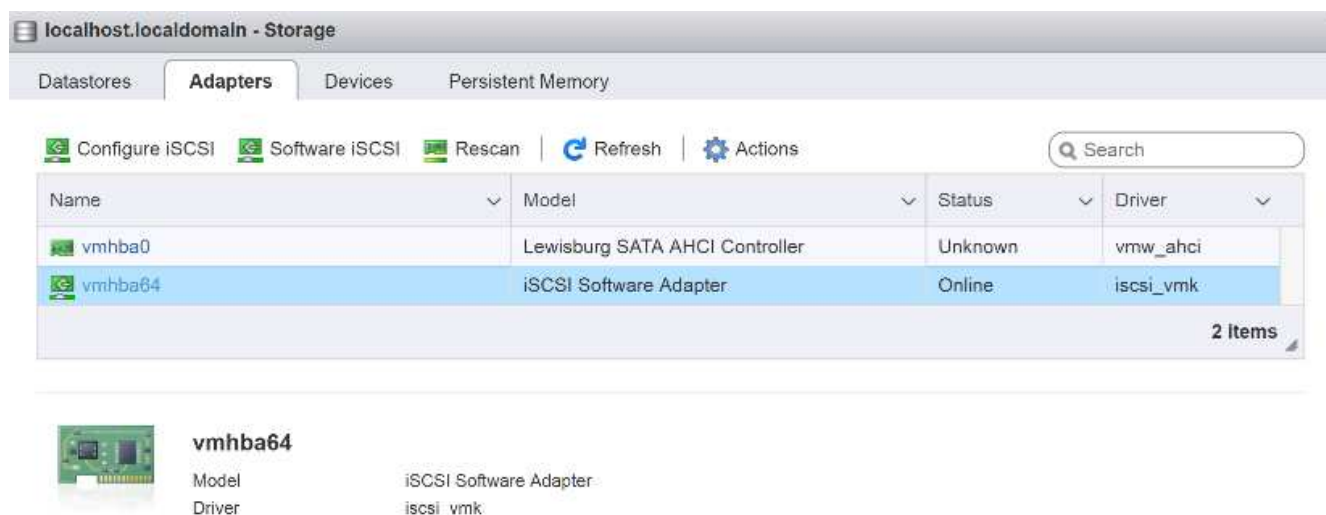 localhost.localdomain - Storage
Datastores Adapters Devices Persistent Memory
Configure iSCSI Software iSCSI Rescan Refresh Actions Search
Name Model Status Driver
vmhba0 Lewisburg SATA AHCI Controller Unknown vmw_ahci
vmhba64 iSCSI Software Adapter Online iscsi_vmk
2 items
vmhba64
Model iSCSI Software Adapter
Driver iscsi_vmk